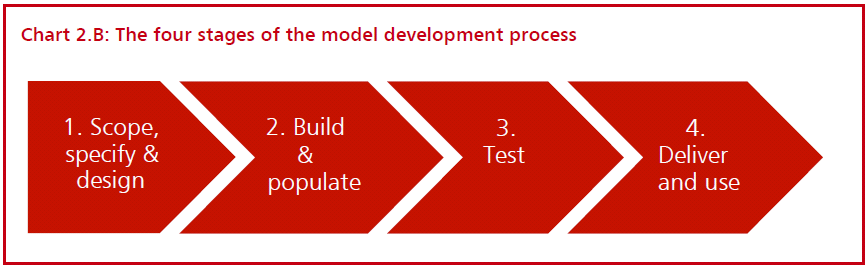 Chart 2.B: The four stages of the model development process
1. Scope,
specify &
design
2. Build
&
populate
3.
Test
4.
Deliver
and use